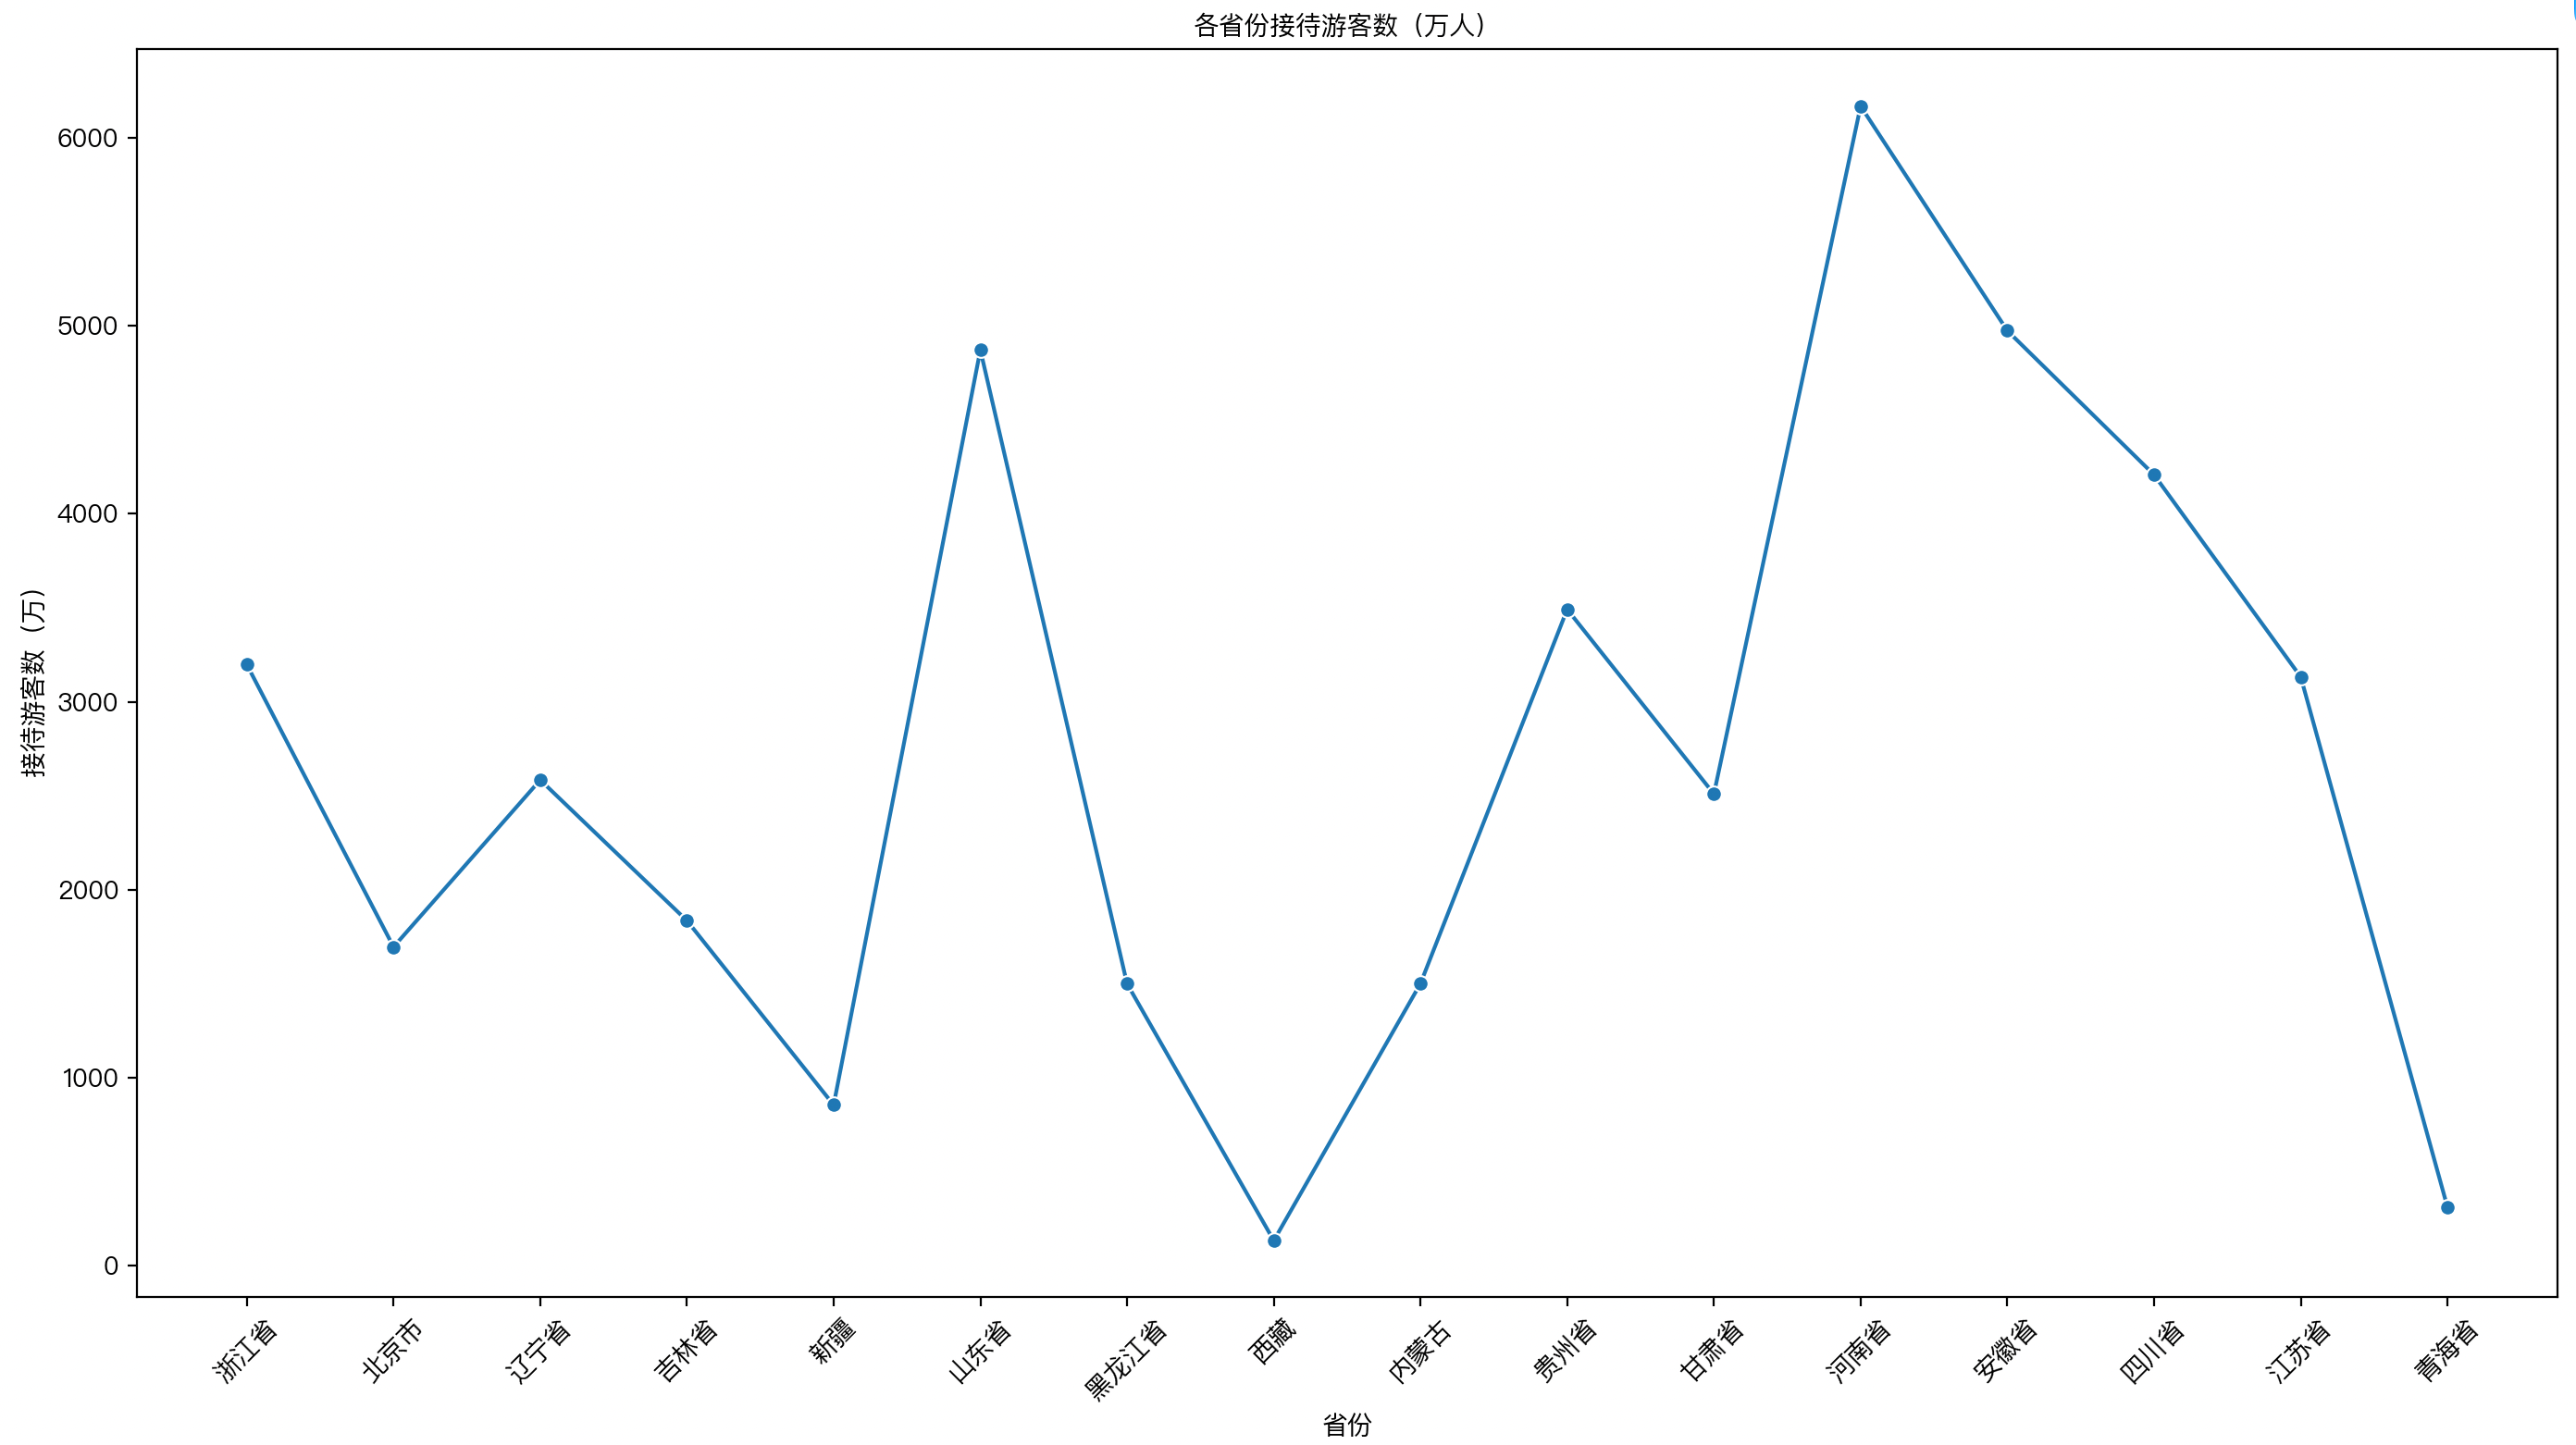 各省份接待游客数（万人）
接待游客数（万）
6000
5000
4000
3000
2000
1000
0
浙江省
北京市
辽宁省
吉林省
新疆
山东省
黑龙江省
西藏
内蒙古
贵州省
甘肃省
河南省
安徽省
四川省
江苏省
青海省
省份